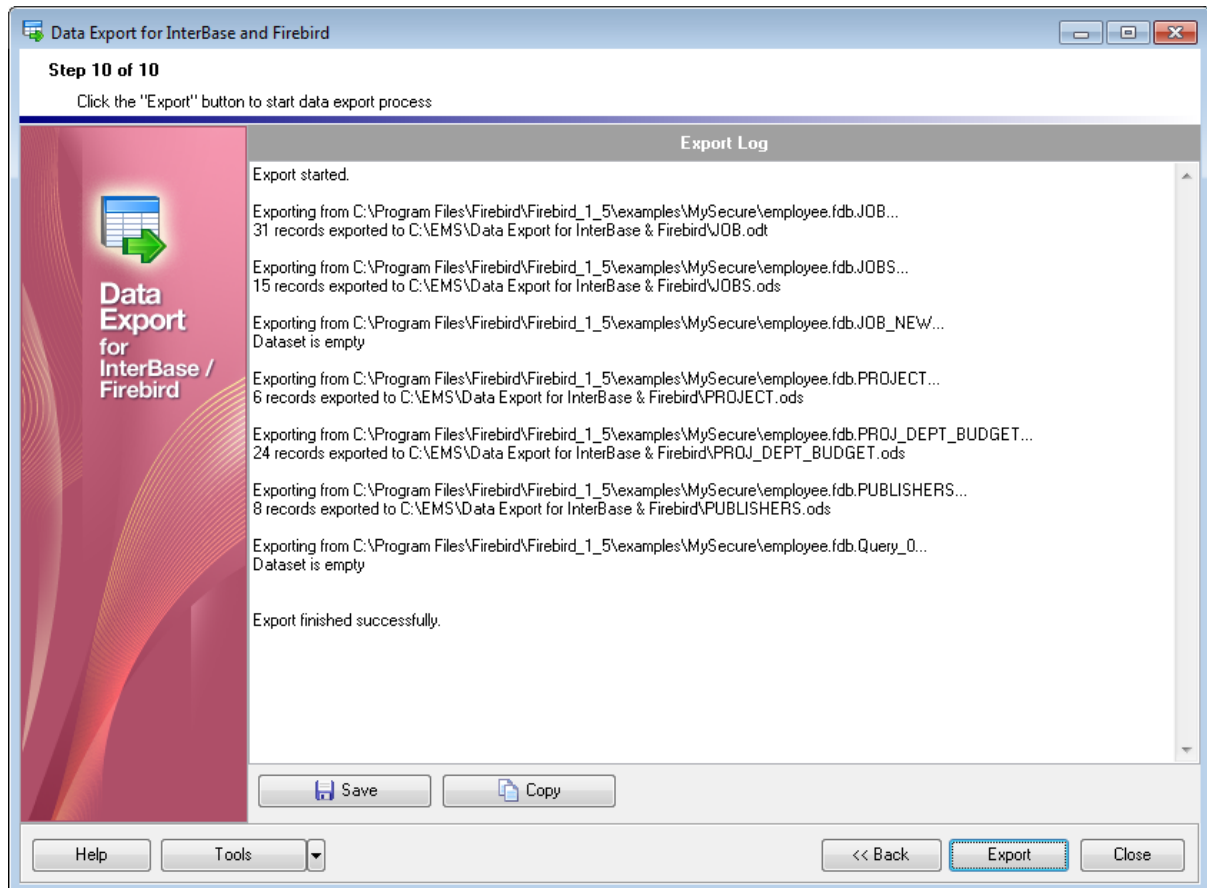 Data Export for InterBase and Firebird
Step 10 of 10
Click the "Export" button to start data export process
Data
Export
for
InterBase /
Firebird
Export Log
Export started.
Exporting from C:\Program Files\Firebird\Firebird_1_5\examples\MySecure\employee.fdb.JOB...
31 records exported to C:\EMS\Data Export for InterBase & Firebird\JOB.odt
Exporting from C:\Program Files\Firebird\Firebird_1_5\examples\MySecure\employee.fdb.JOBS...
15 records exported to C:\EMS\Data Export for InterBase & Firebird\JOBS.ods
Exporting from C:\Program Files\Firebird\Firebird_1_5\examples\MySecure\employee.fdb.JOB_NEW...
Dataset is empty
Exporting from C:\Program Files\Firebird\Firebird_1_5\examples\MySecure\employee.fdb.PROJECT...
6 records exported to C:\EMS\Data Export for InterBase & Firebird\PROJECT.ods
Exporting from C:\Program Files\Firebird\Firebird_1_5\examples\MySecure\employee.fdb.PROJ_DEPT_BUDGET...
24 records exported to C:\EMS\Data Export for InterBase & Firebird\PROJ_DEPT_BUDGET.ods
Exporting from C:\Program Files\Firebird\Firebird_1_5\examples\MySecure\employee.fdb.PUBLISHERS...
8 records exported to C:\EMS\Data Export for InterBase & Firebird\PUBLISHERS.ods
Exporting from C:\Program Files\Firebird\Firebird_1_5\examples\MySecure\employee.fdb.Query_0...
Dataset is empty
Export finished successfully.
Save
Copy
Help
Tools
<< Back
Export
Close